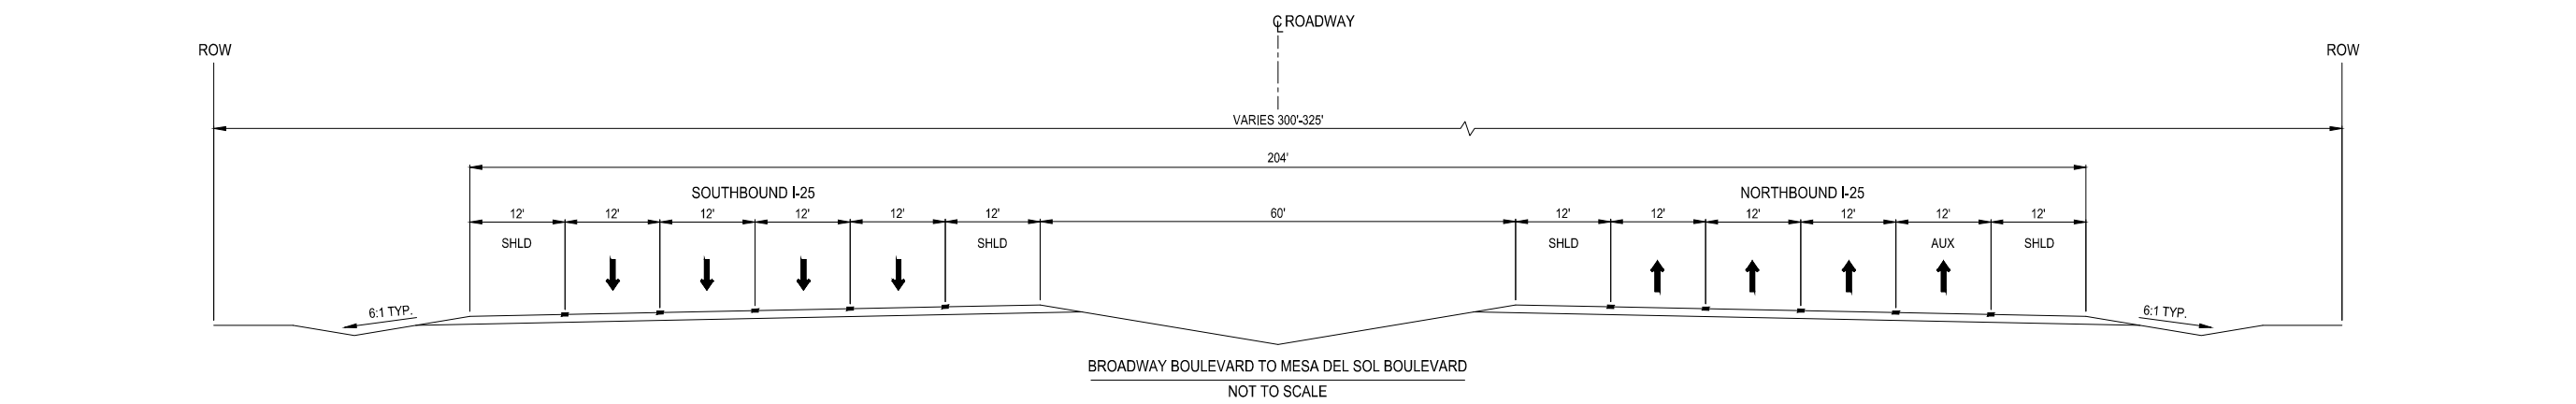 ℄ ROADWAY
ROW
ROW
VARIES 300'-325'
204'
SOUTHBOUND I-25
NORTHBOUND I-25
12' 12' 12' 12' 12' 12' 60' 12' 12' 12' 12' 12' 12'
SHLD SHLD SHLD AUX SHLD
6:1 TYP. 6:1 TYP.
BROADWAY BOULEVARD TO MESA DEL SOL BOULEVARD
NOT TO SCALE